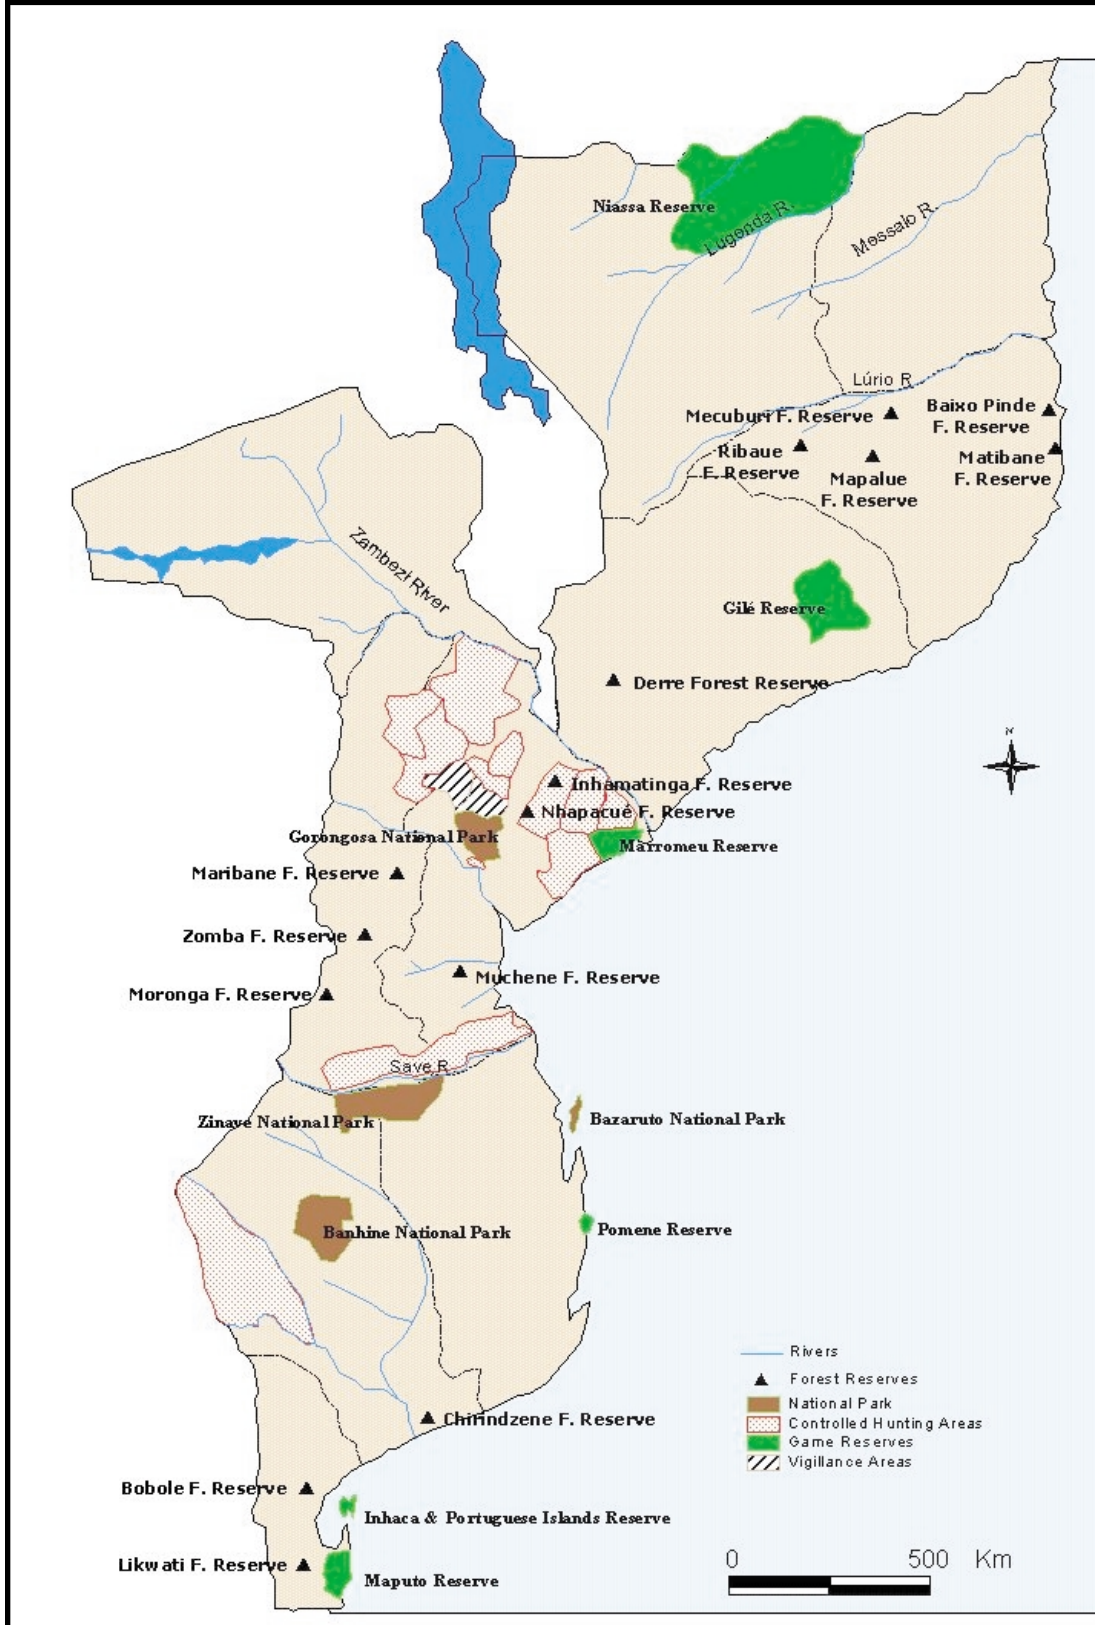 Niassa Reserve
Lugenda R.
Messalo R.
Lúrio R
Mecuburi F. Reserve
Baixo Pinde
F. Reserve
Ribaue
F. Reserve
Mapalue
F. Reserve
Matibane
F. Reserve
Zambezi River
Gilé Reserve
Derre Forest Reserve
N
Inhamatinga F. Reserve
Nhapacué F. Reserve
Gorongosa National Park
Marromeu Reserve
Maribane F. Reserve
Zomba F. Reserve
Muchene F. Reserve
Moronga F. Reserve
Save R
Zinave National Park
Bazaruto National Park
Banhine National Park
Pomene Reserve
Rivers
Forest Reserves
National Park
Controlled Hunting Areas
Game Reserves
Vigillance Areas
Chirindzene F. Reserve
Bobole F. Reserve
Inhaca & Portuguese Islands Reserve
Likwati F. Reserve
Maputo Reserve
0 500 Km